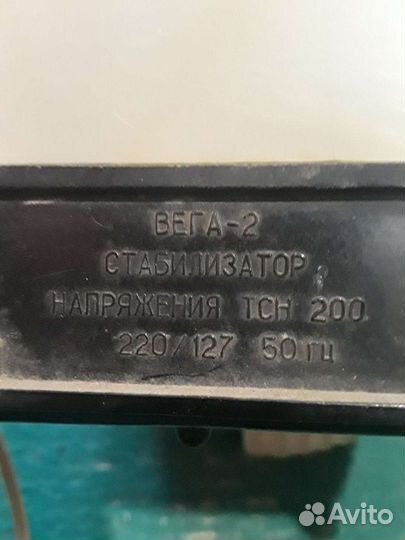 ВЕГА-2
СТАБИЛИЗАТОР
НАПРЯЖЕНИЯ ТСН 200
220/127 50 гц
Avito